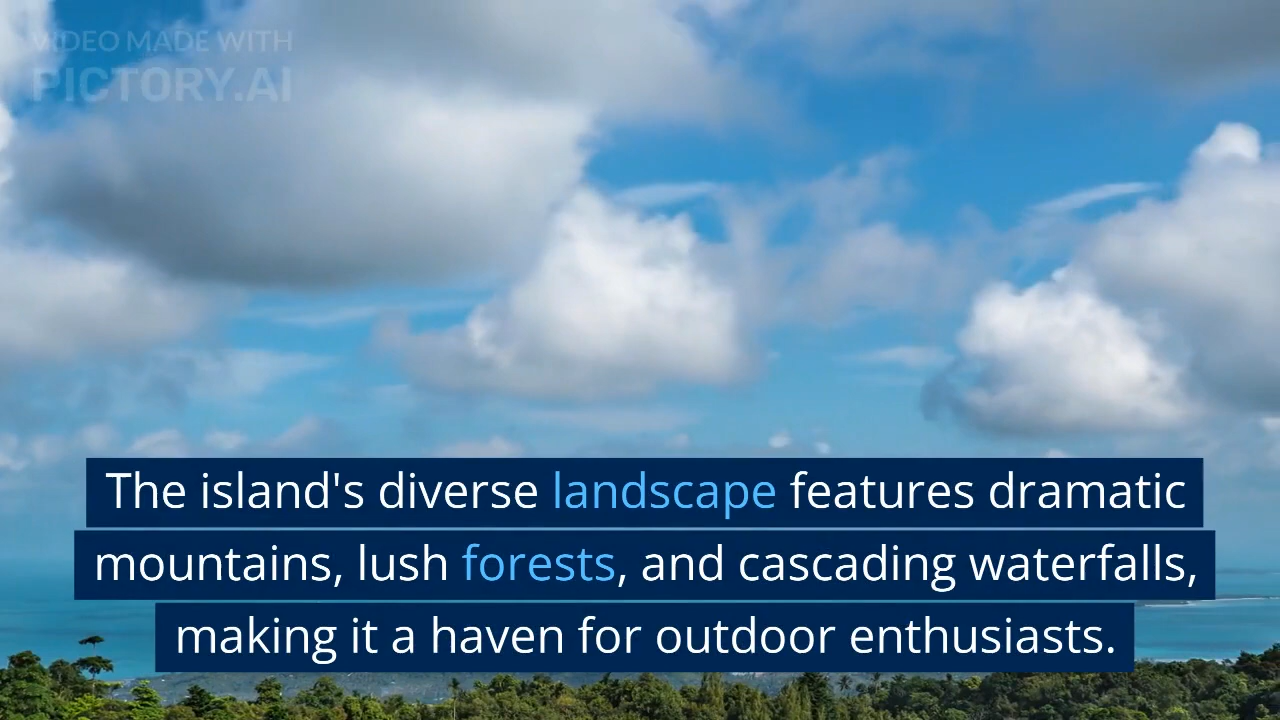 VIDEO MADE WITH
PICTORY.AI
The island's diverse landscape features dramatic
mountains, lush forests, and cascading waterfalls,
making it a haven for outdoor enthusiasts.